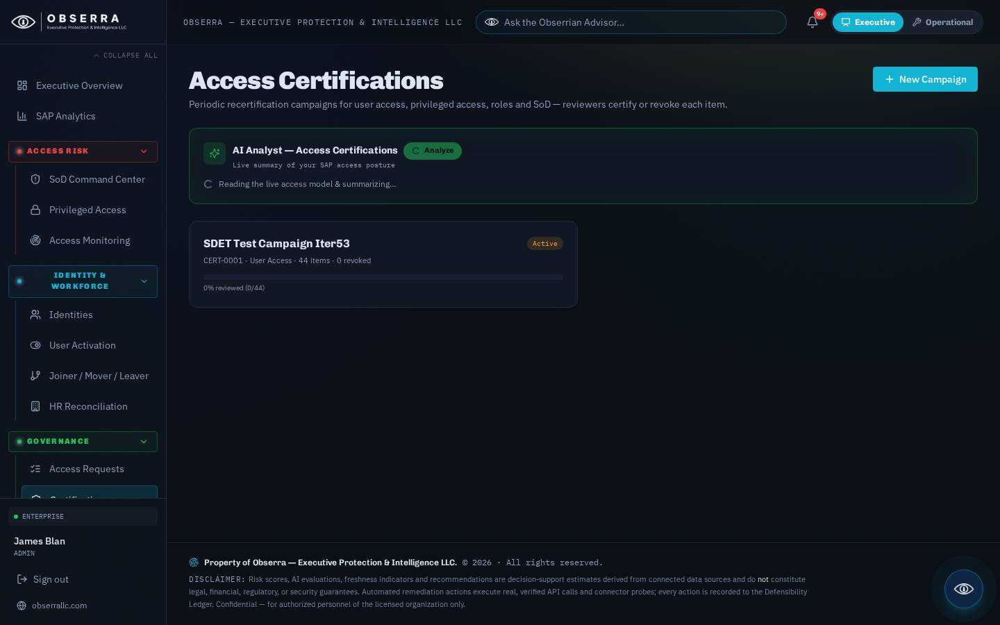 OBSERRA
Executive Protection & Intelligence LLC
OBSERRA — EXECUTIVE PROTECTION & INTELLIGENCE LLC
Ask the Obserrian Advisor...
9+
Executive
Operational
COLLAPSE ALL
Executive Overview
SAP Analytics
ACCESS RISK
SoD Command Center
Privileged Access
Access Monitoring
IDENTITY &
WORKFORCE
Identities
User Activation
Joiner / Mover / Leaver
HR Reconciliation
GOVERNANCE
Access Requests
ENTERPRISE
James Blan
ADMIN
Sign out
obserrallc.com
Access Certifications
New Campaign
Periodic recertification campaigns for user access, privileged access, roles and SoD — reviewers certify or revoke each item.
AI Analyst — Access Certifications
Analyze
Live summary of your SAP access posture
Reading the live access model & summarizing...
SDET Test Campaign Iter53
Active
CERT-0001 · User Access · 44 items · 0 revoked
0% reviewed (0/44)
Property of Obserra — Executive Protection & Intelligence LLC. © 2026 · All rights reserved.
DISCLAIMER: Risk scores, AI evaluations, freshness indicators and recommendations are decision-support estimates derived from connected data sources and do not constitute
legal, financial, regulatory, or security guarantees. Automated remediation actions execute real, verified API calls and connector probes; every action is recorded to the Defensibility
Ledger. Confidential — for authorized personnel of the licensed organization only.